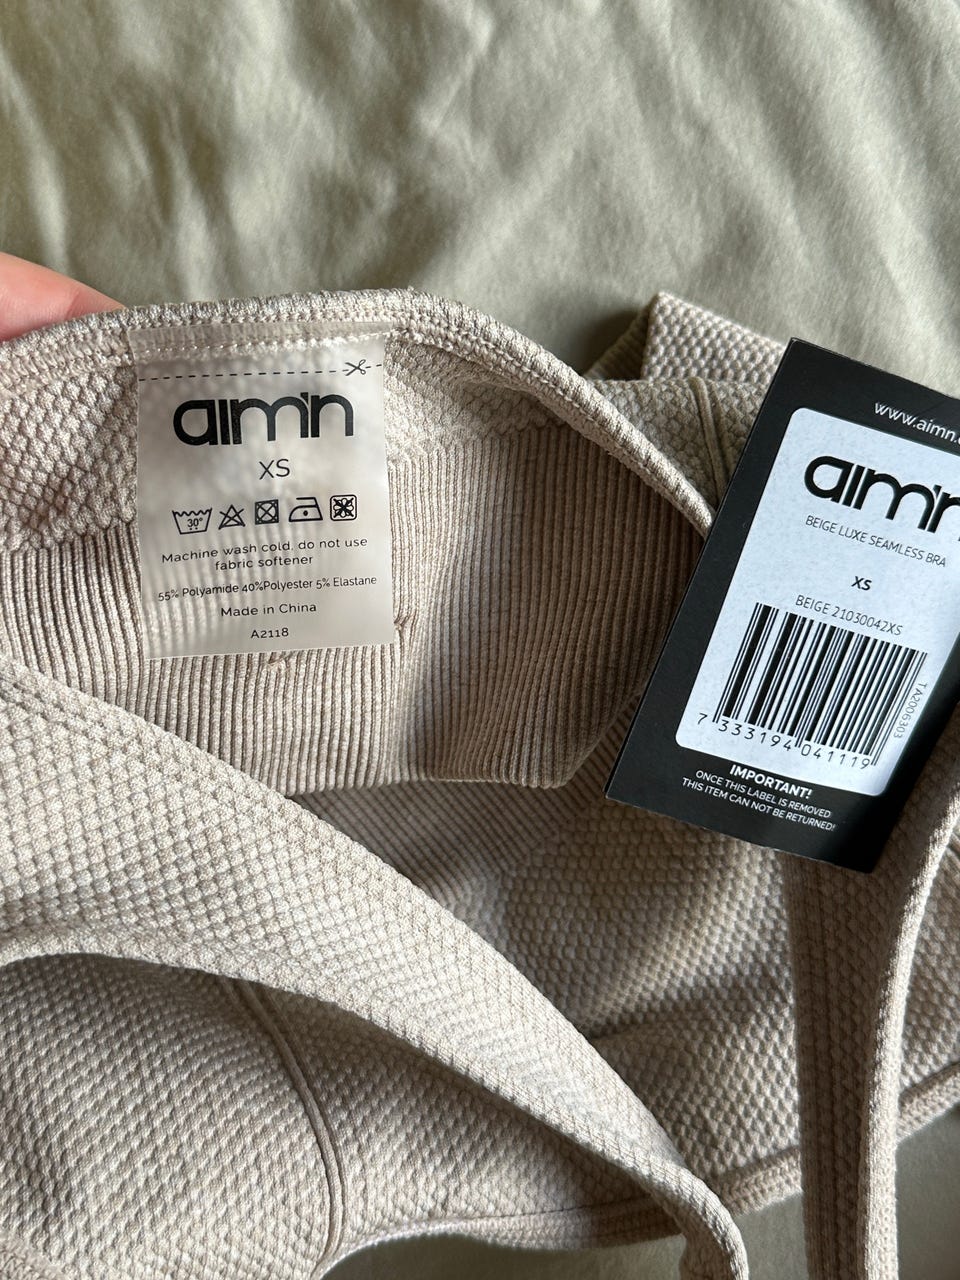 aim'n
XS
30°
Machine wash cold, do not use
fabric softener
55% Polyamide 40%Polyester 5% Elastane
Made in China
A2118
www.aimn.
aim'n
BEIGE LUXE SEAMLESS BRA
XS
BEIGE 21030042XS
TA2006303
7 333194 041119
IMPORTANT!
ONCE THIS LABEL IS REMOVED
THIS ITEM CAN NOT BE RETURNED!